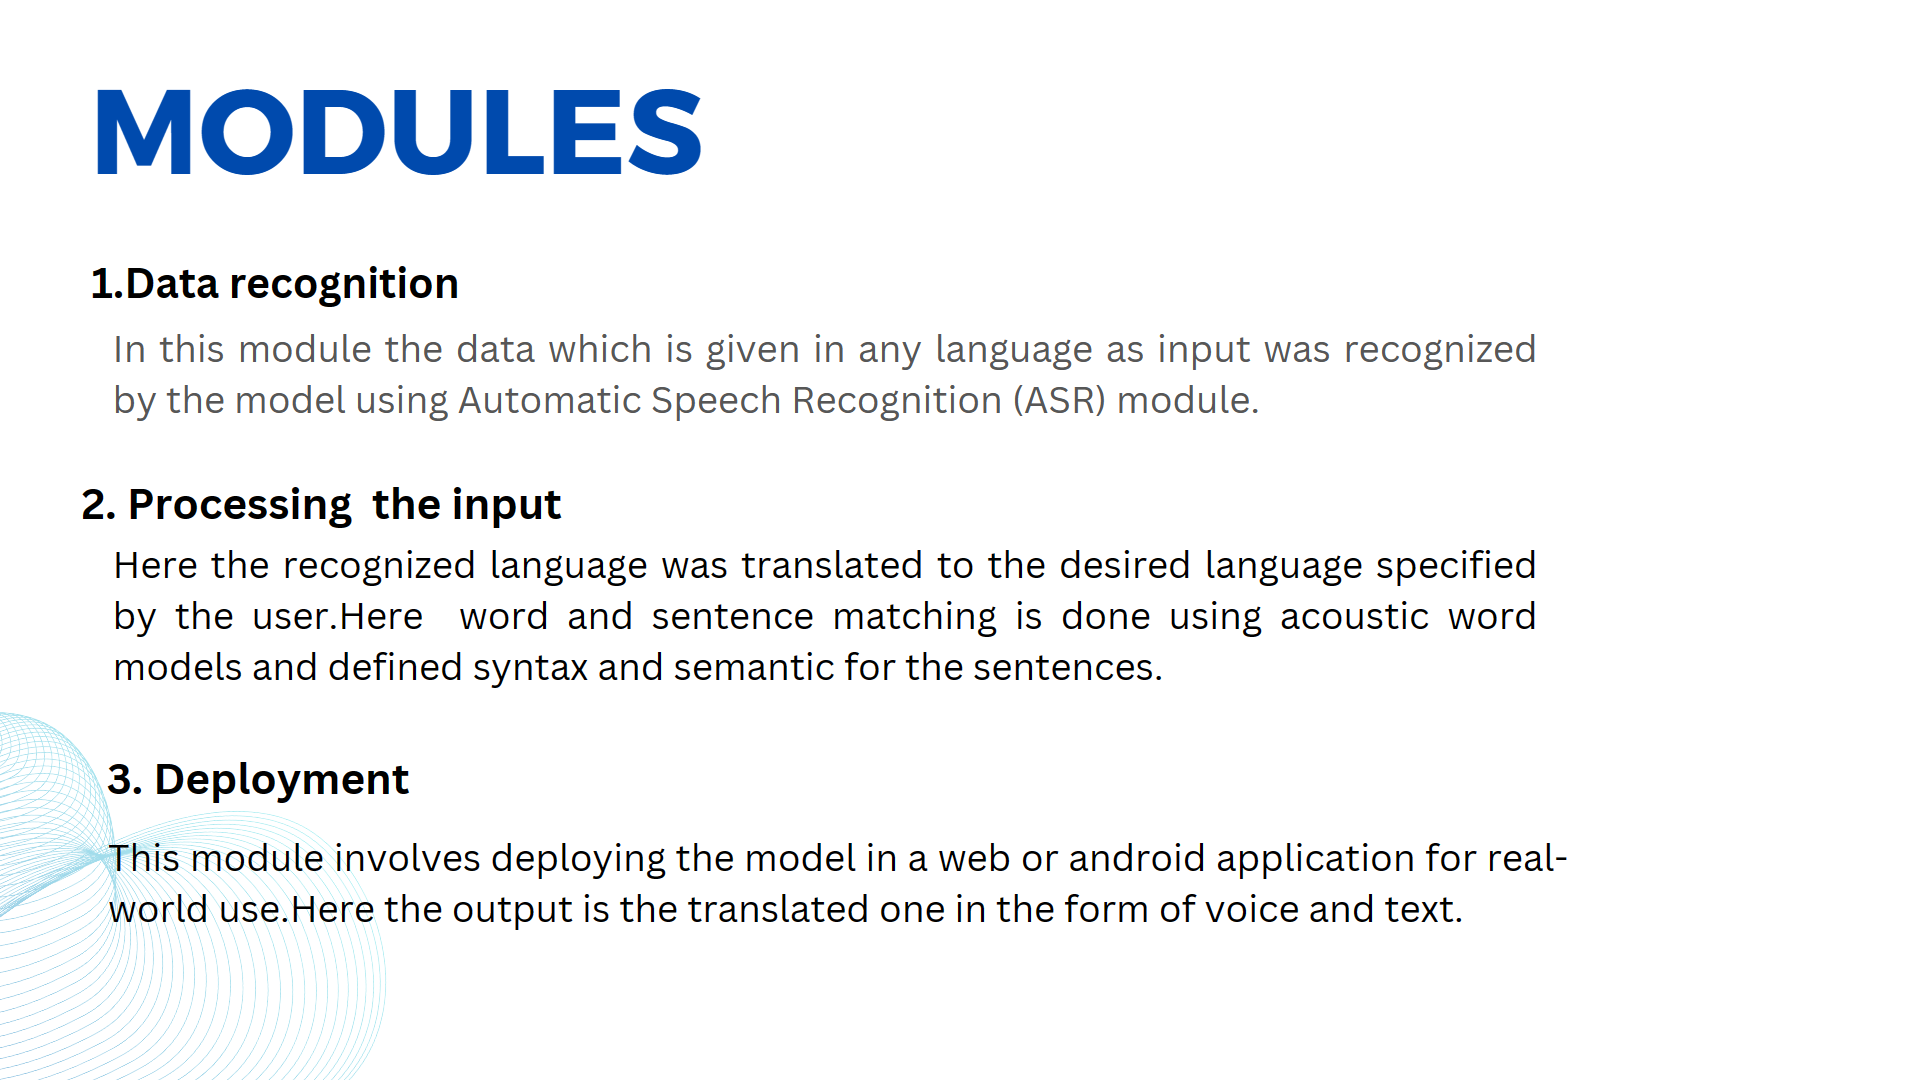 MODULES
1.Data recognition
In this module the data which is given in any language as input was recognized
by the model using Automatic Speech Recognition (ASR) module.
2. Processing  the input
Here the recognized language was translated to the desired language specified
by the user.Here  word and sentence matching is done using acoustic word
models and defined syntax and semantic for the sentences.
3. Deployment
This module involves deploying the model in a web or android application for real-
world use.Here the output is the translated one in the form of voice and text.